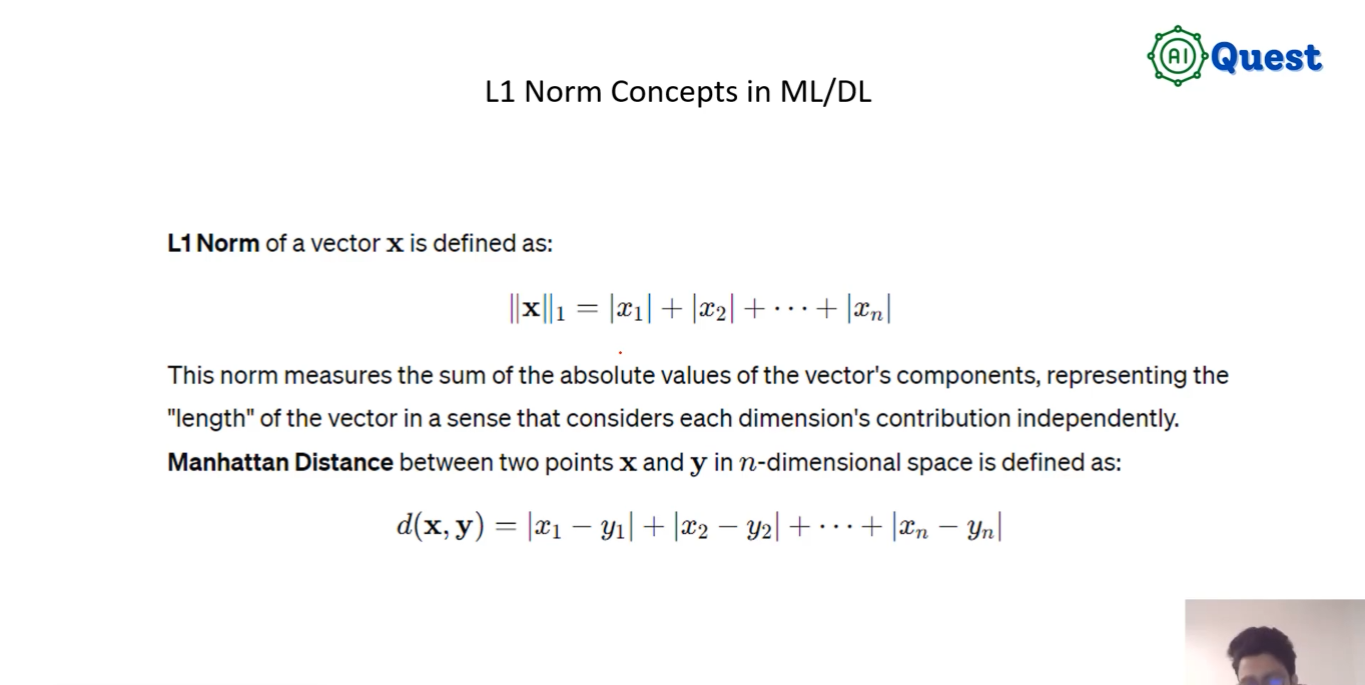 AI Quest
L1 Norm Concepts in ML/DL
L1 Norm of a vector x is defined as:
‖x‖₁ = |x₁| + |x₂| + ⋯ + |xₙ|
This norm measures the sum of the absolute values of the vector's components, representing the
"length" of the vector in a sense that considers each dimension's contribution independently.
Manhattan Distance between two points x and y in n-dimensional space is defined as:
d(x, y) = |x₁ − y₁| + |x₂ − y₂| + ⋯ + |xₙ − yₙ|